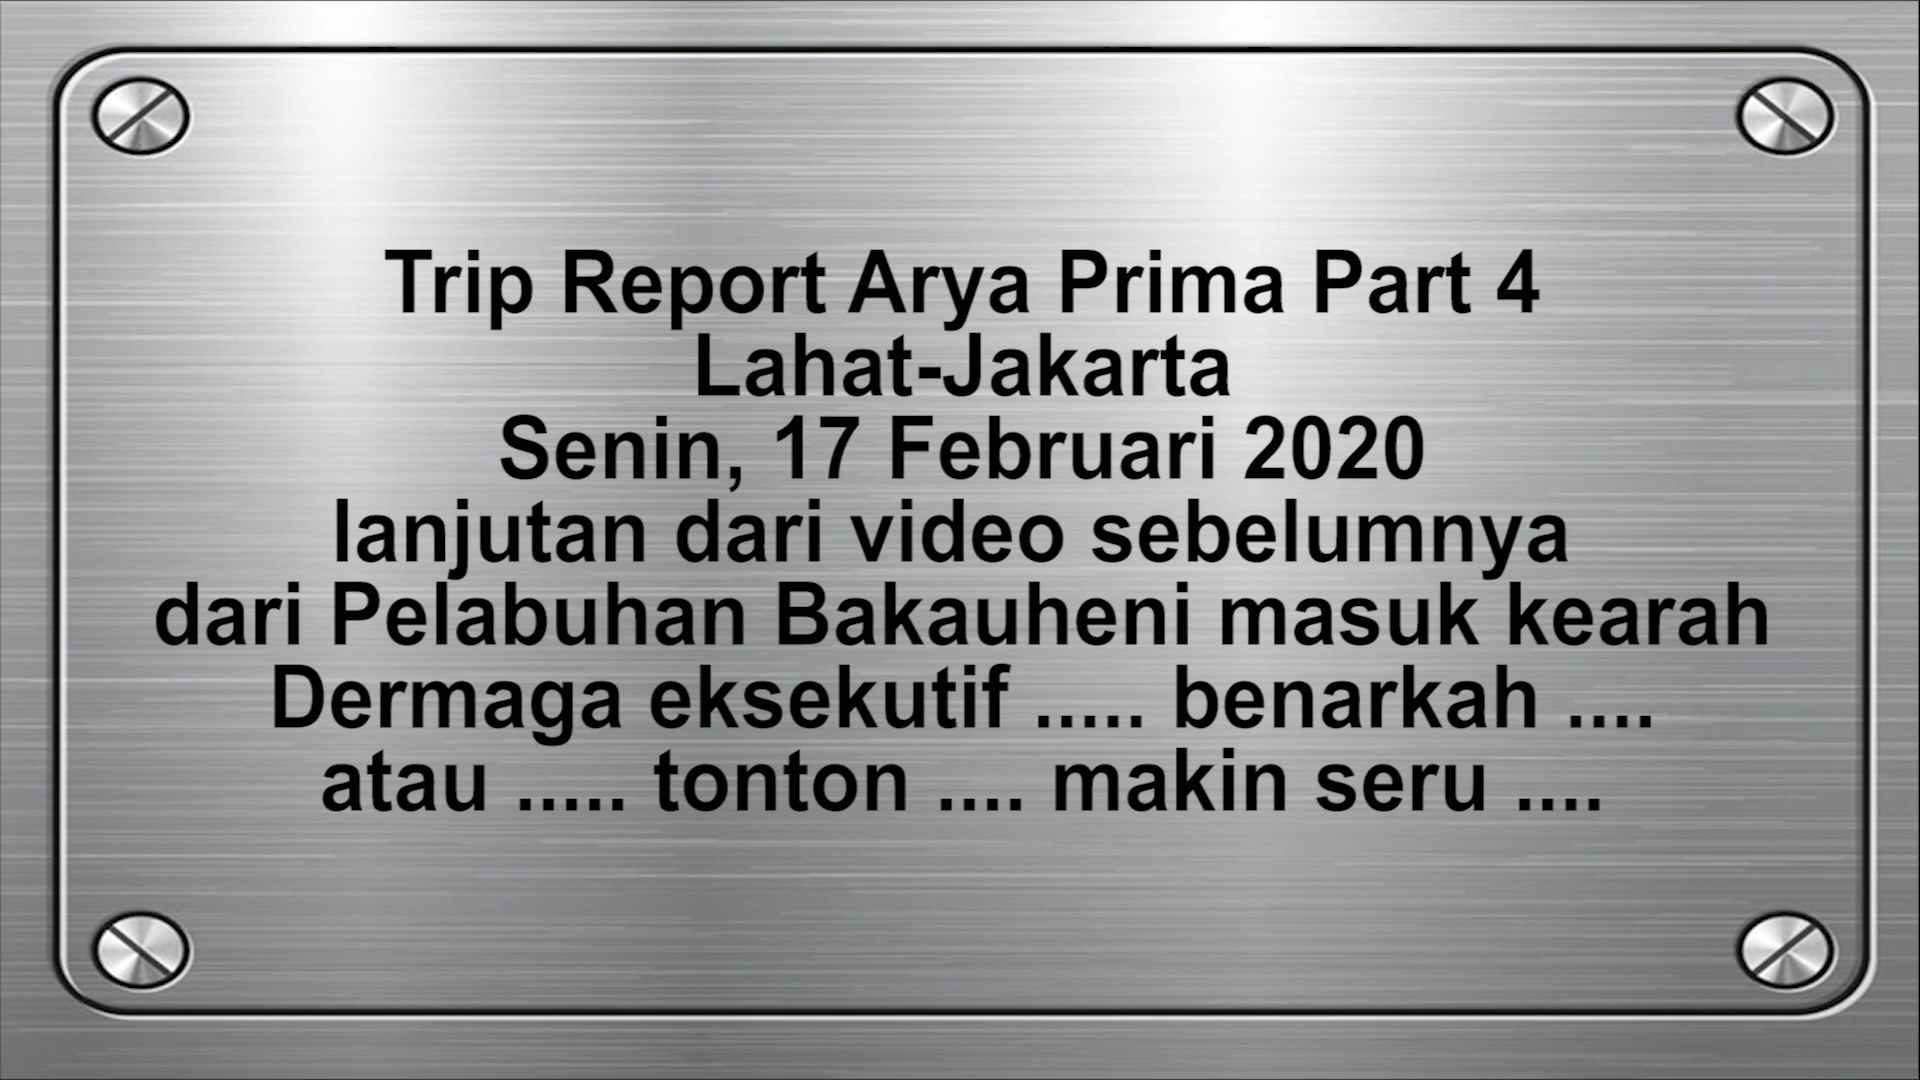 Trip Report Arya Prima Part 4
Lahat-Jakarta
Senin, 17 Februari 2020
lanjutan dari video sebelumnya
dari Pelabuhan Bakauheni masuk kearah
Dermaga eksekutif ..... benarkah ....
atau ..... tonton .... makin seru ....